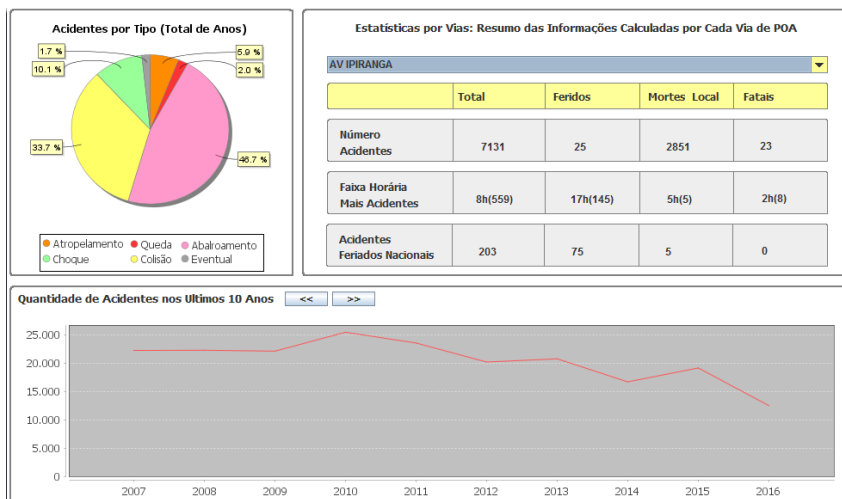 Acidentes por Tipo (Total de Anos)
1.7 %
5.9 %
10.1 %
2.0 %
33.7 %
46.7 %
Atropelamento Queda Abalroamento
Choque Colisão Eventual
Estatísticas por Vias: Resumo das Informações Calculadas por Cada Via de POA
AV IPIRANGA
Total Feridos Mortes Local Fatais
Número
Acidentes
7131 25 2851 23
Faixa Horária
Mais Acidentes
8h(559) 17h(145) 5h(5) 2h(8)
Acidentes
Feriados Nacionais
203 75 5 0
Quantidade de Acidentes nos Ultimos 10 Anos << >>
25.000
20.000
15.000
10.000
5.000
0
2007 2008 2009 2010 2011 2012 2013 2014 2015 2016